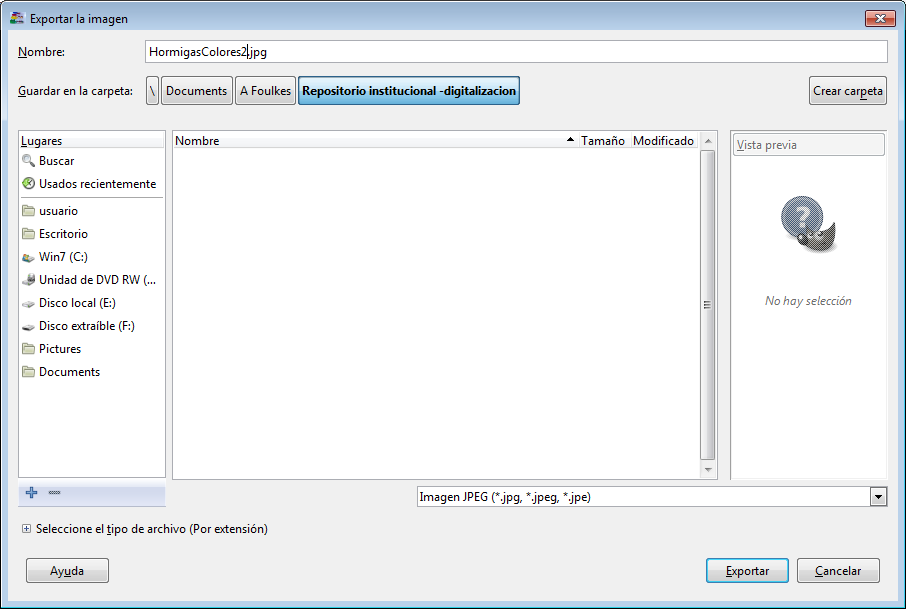 Exportar la imagen
Nombre: HormigasColores2.jpg
Guardar en la carpeta: \ Documents A Foulkes Repositorio institucional -digitalizacion Crear carpeta
Lugares
Buscar
Usados recientemente
usuario
Escritorio
Win7 (C:)
Unidad de DVD RW (...
Disco local (E:)
Disco extraíble (F:)
Pictures
Documents
Nombre Tamaño Modificado
Vista previa
No hay selección
Imagen JPEG (*.jpg, *.jpeg, *.jpe)
Seleccione el tipo de archivo (Por extensión)
Ayuda Exportar Cancelar